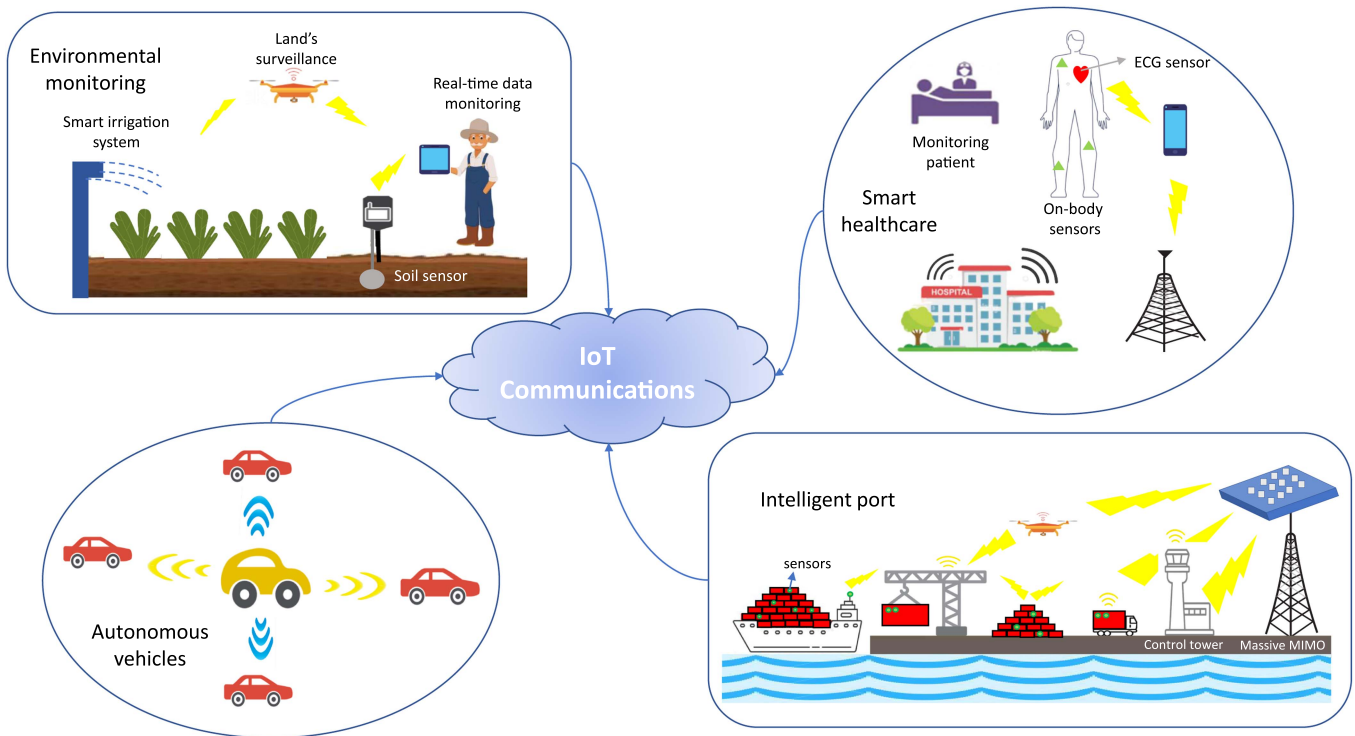 Environmental
monitoring
Land's
surveillance
Real-time data
monitoring
Smart irrigation
system
Soil sensor
ECG sensor
Monitoring
patient
On-body
sensors
Smart
healthcare
HOSPITAL
IoT
Communications
Autonomous
vehicles
Intelligent port
sensors
Control tower
Massive MIMO